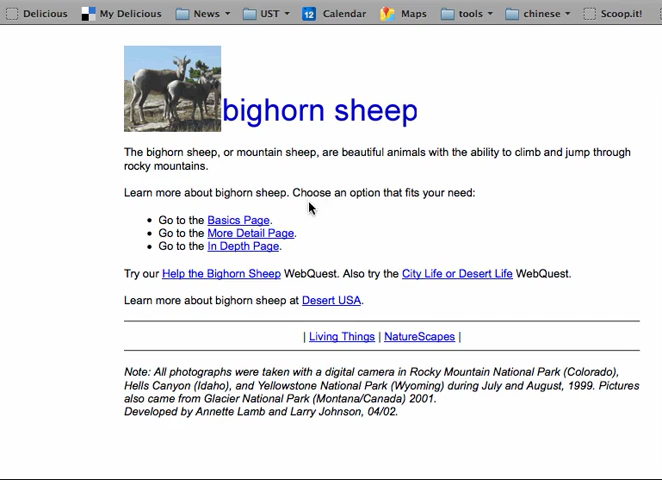 Delicious My Delicious News UST 12 Calendar Maps tools chinese Scoop.it!
bighorn sheep
The bighorn sheep, or mountain sheep, are beautiful animals with the ability to climb and jump through
rocky mountains.
Learn more about bighorn sheep. Choose an option that fits your need:
• Go to the Basics Page.
• Go to the More Detail Page.
• Go to the In Depth Page.
Try our Help the Bighorn Sheep WebQuest. Also try the City Life or Desert Life WebQuest.
Learn more about bighorn sheep at Desert USA.
| Living Things | NatureScapes |
Note: All photographs were taken with a digital camera in Rocky Mountain National Park (Colorado),
Hells Canyon (Idaho), and Yellowstone National Park (Wyoming) during July and August, 1999. Pictures
also came from Glacier National Park (Montana/Canada) 2001.
Developed by Annette Lamb and Larry Johnson, 04/02.